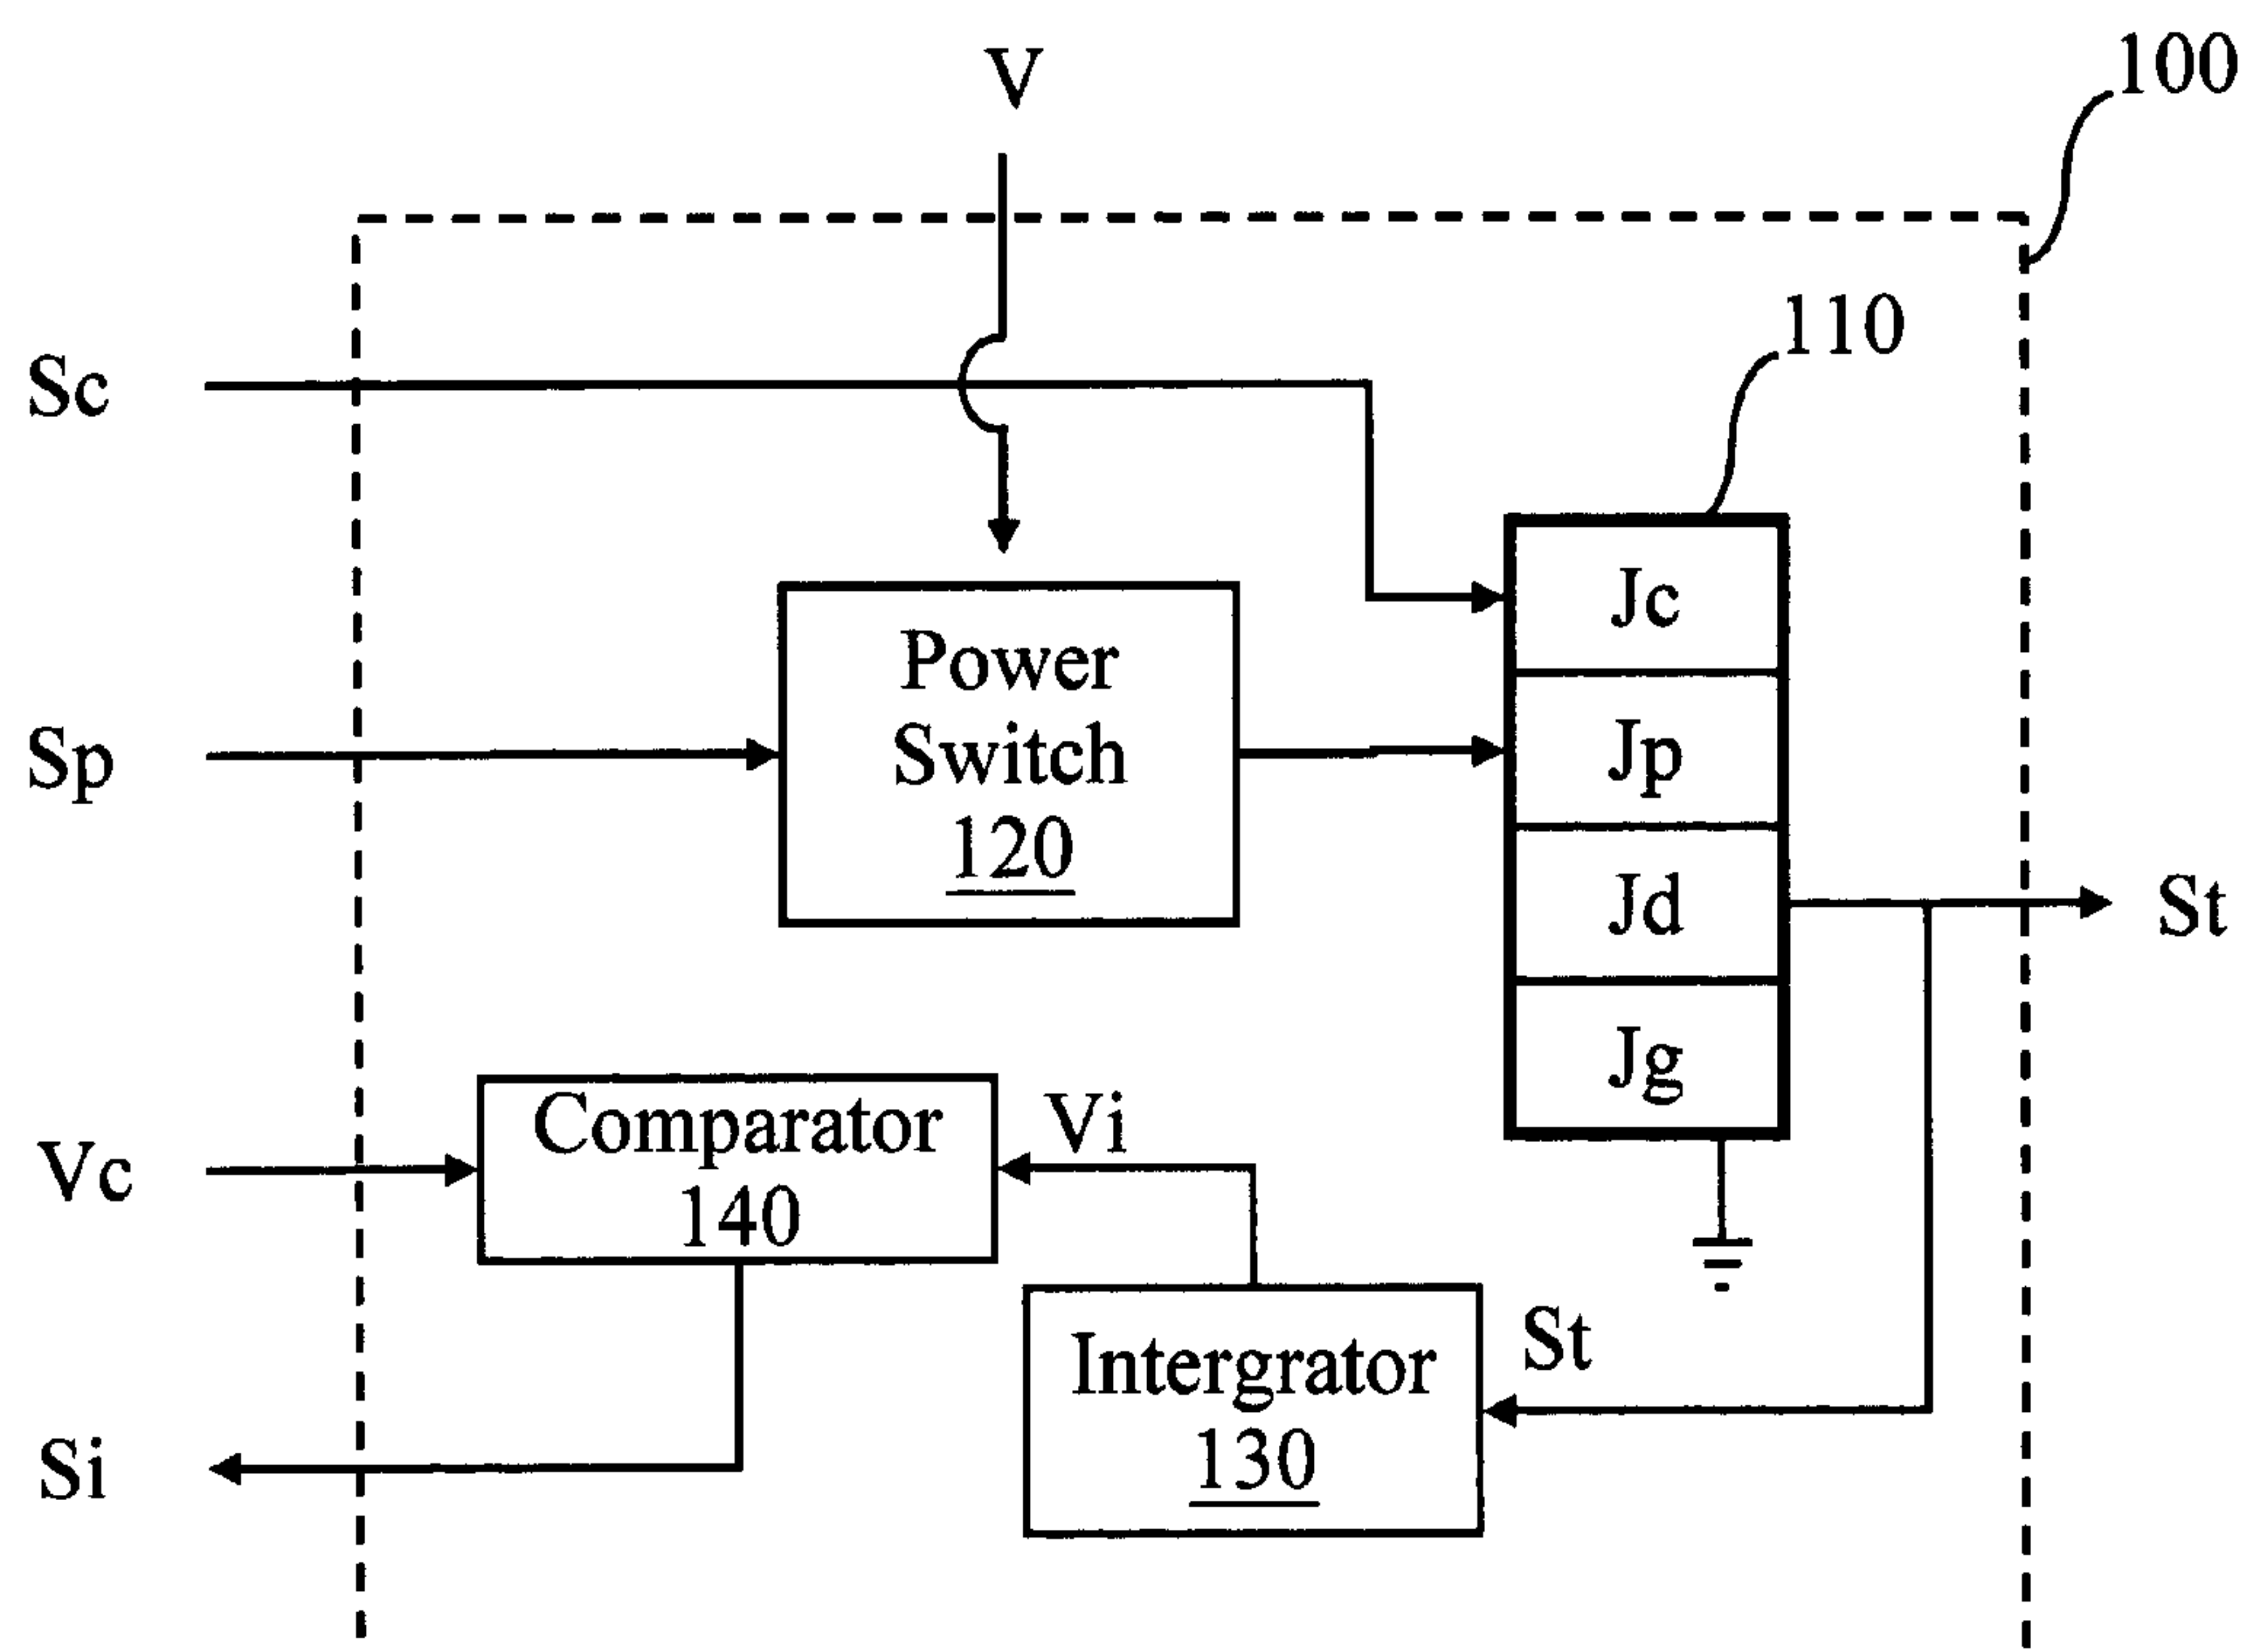 V
100
110
Sc
Jc
Power
Switch
120
Sp
Jp
Jd
St
Jg
Comparator
140
Vi
Vc
St
Intergrator
130
Si